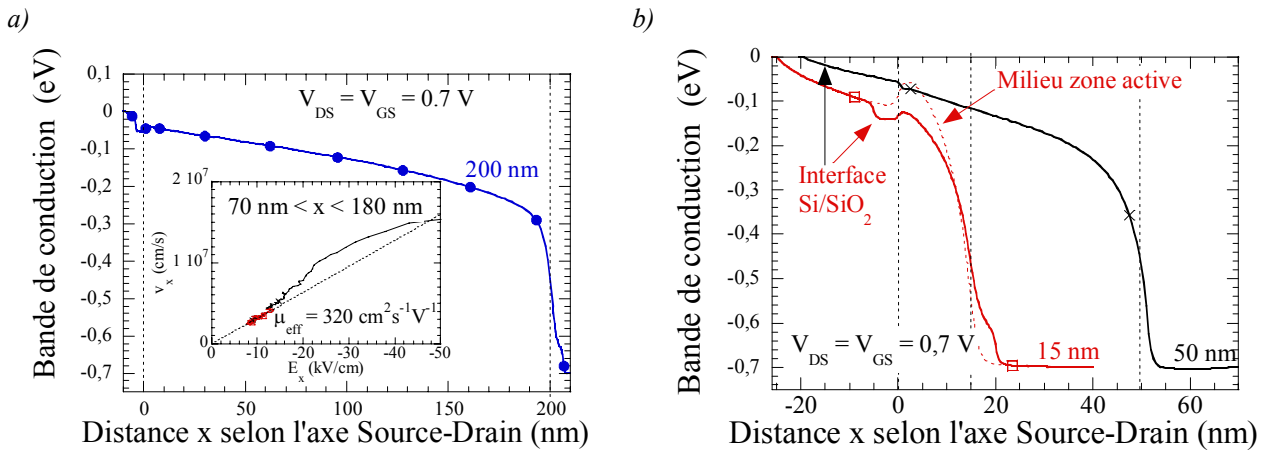 a)
Bande de conduction (eV)
0,1
0
-0,1
-0,2
-0,3
-0,4
-0,5
-0,6
-0,7
V_DS = V_GS = 0.7 V
200 nm
2 10^7
1 10^7
0
v_x (cm/s)
70 nm < x < 180 nm
μ_eff = 320 cm²s⁻¹V⁻¹
0 -10 -20 -30 -40 -50
E_x (kV/cm)
0 50 100 150 200
Distance x selon l'axe Source-Drain (nm)
b)
Bande de conduction (eV)
0
-0,1
-0,2
-0,3
-0,4
-0,5
-0,6
-0,7
Milieu zone active
Interface
Si/SiO₂
V_DS = V_GS = 0,7 V
15 nm
50 nm
-20 0 20 40 60
Distance x selon l'axe Source-Drain (nm)